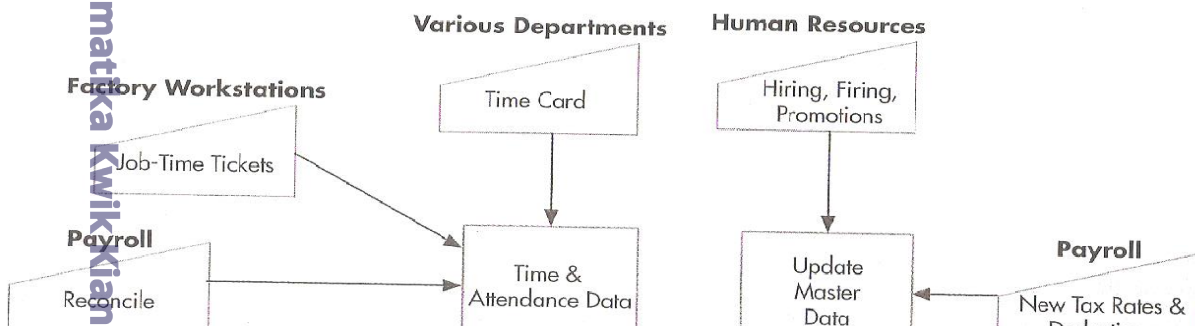 Various Departments
Human Resources
Factory Workstations
Time Card
Hiring, Firing,
Promotions
Job-Time Tickets
Payroll
Reconcile
Time &
Attendance Data
Update
Master
Data
Payroll
New Tax Rates &
mattika Kwik Kian